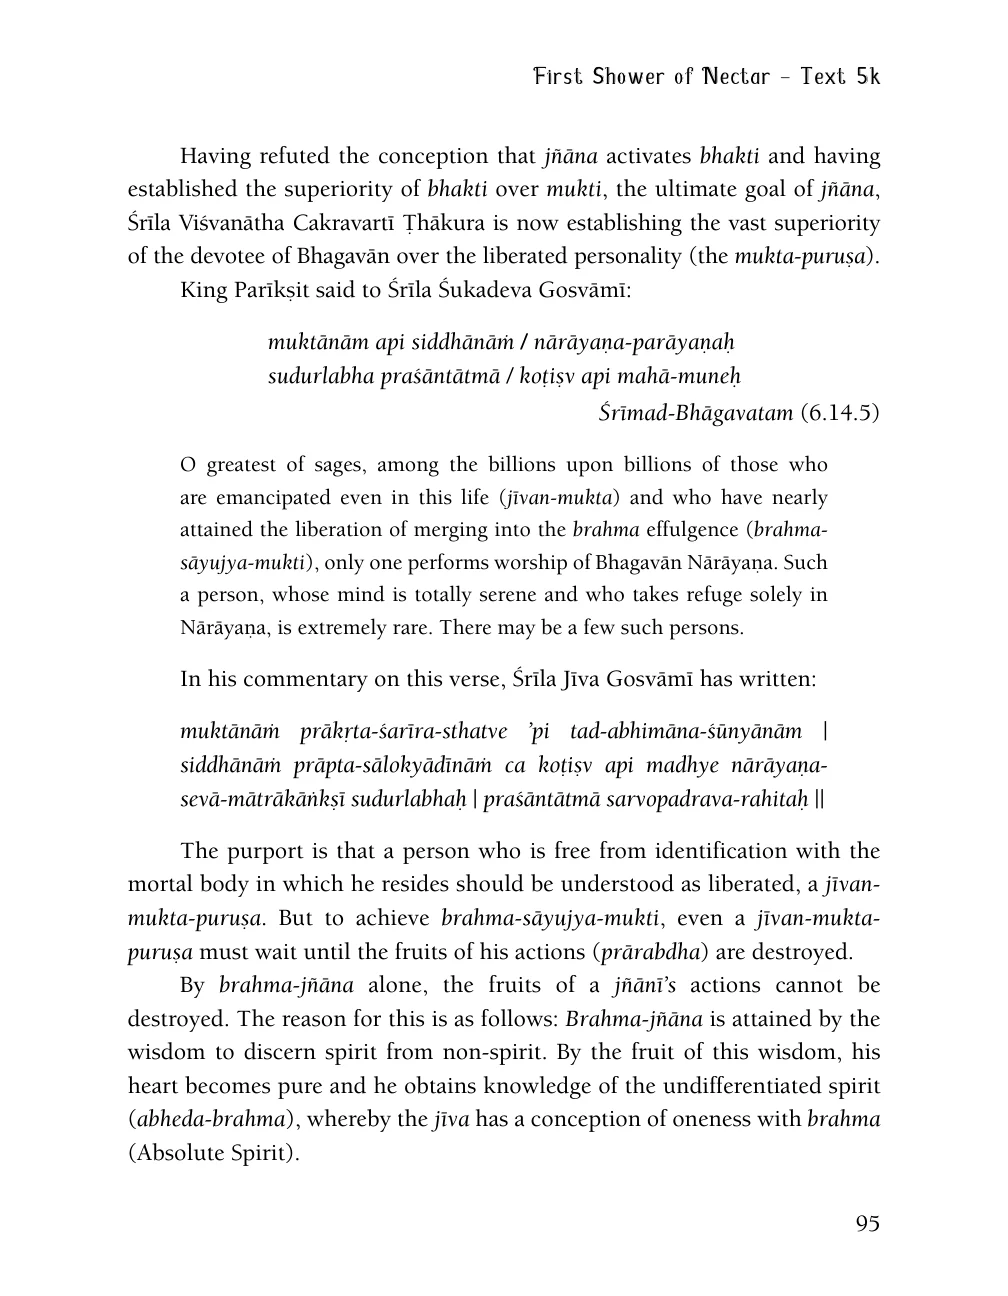 First Shower of Nectar – Text 5k
Having refuted the conception that jñāna activates bhakti and having
established the superiority of bhakti over mukti, the ultimate goal of jñāna,
Śrīla Viśvanātha Cakravartī Ṭhākura is now establishing the vast superiority
of the devotee of Bhagavān over the liberated personality (the mukta-puruṣa).
King Parīkṣit said to Śrīla Śukadeva Gosvāmī:
muktānām api siddhānāṁ / nārāyaṇa-parāyaṇaḥ
sudurlabha praśāntātmā / koṭiṣv api mahā-muneḥ
Śrīmad-Bhāgavatam (6.14.5)
O greatest of sages, among the billions upon billions of those who
are emancipated even in this life (jīvan-mukta) and who have nearly
attained the liberation of merging into the brahma effulgence (brahma-
sāyujya-mukti), only one performs worship of Bhagavān Nārāyaṇa. Such
a person, whose mind is totally serene and who takes refuge solely in
Nārāyaṇa, is extremely rare. There may be a few such persons.
In his commentary on this verse, Śrīla Jīva Gosvāmī has written:
muktānāṁ prākṛta-śarīra-sthatve ’pi tad-abhimāna-śūnyānām |
siddhānāṁ prāpta-sālokyādīnāṁ ca koṭiṣv api madhye nārāyaṇa-
sevā-mātrākāṅkṣī sudurlabhaḥ | praśāntātmā sarvopadrava-rahitaḥ ||
The purport is that a person who is free from identification with the
mortal body in which he resides should be understood as liberated, a jīvan-
mukta-puruṣa. But to achieve brahma-sāyujya-mukti, even a jīvan-mukta-
puruṣa must wait until the fruits of his actions (prārabdha) are destroyed.
By brahma-jñāna alone, the fruits of a jñānī’s actions cannot be
destroyed. The reason for this is as follows: Brahma-jñāna is attained by the
wisdom to discern spirit from non-spirit. By the fruit of this wisdom, his
heart becomes pure and he obtains knowledge of the undifferentiated spirit
(abheda-brahma), whereby the jīva has a conception of oneness with brahma
(Absolute Spirit).
95